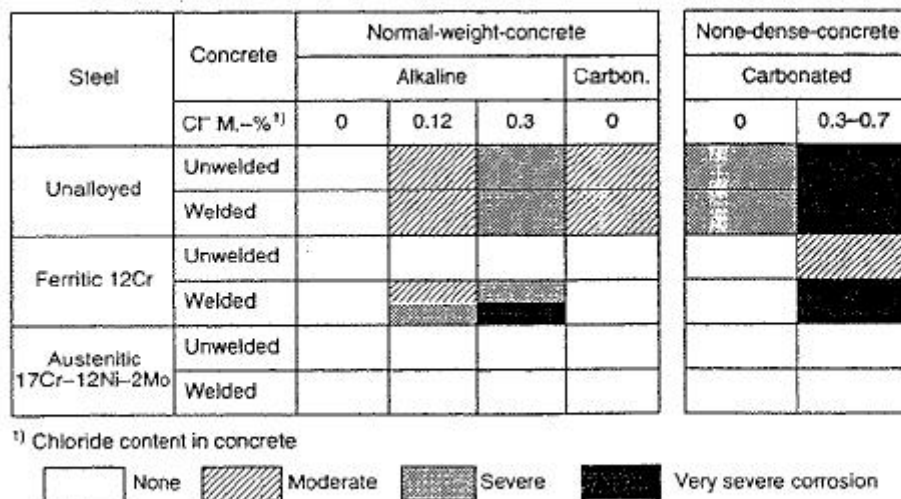 Steel
Concrete
Normal-weight-concrete
None-dense-concrete
Alkaline
Carbon.
Carbonated
Cl⁻ M.–%¹⁾
0
0.12
0.3
0
0
0.3–0.7
Unalloyed
Unwelded
Welded
Ferritic 12Cr
Unwelded
Welded
Austenitic
17Cr–12Ni–2Mo
Unwelded
Welded
¹⁾ Chloride content in concrete
None
Moderate
Severe
Very severe corrosion